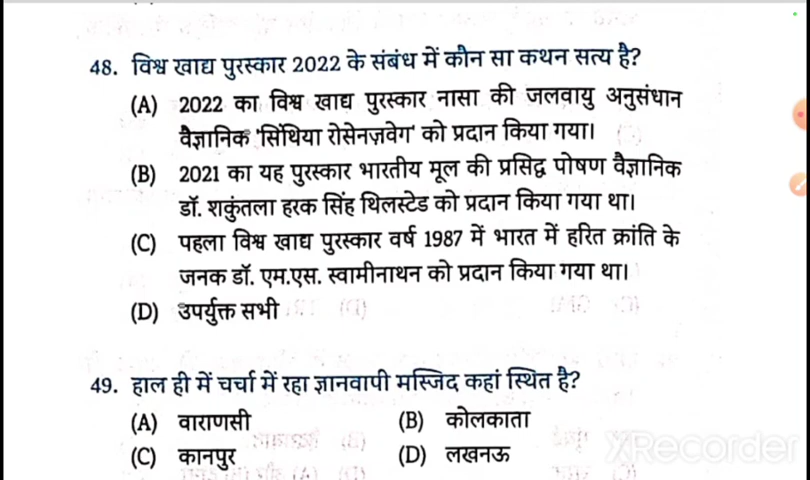 48. विश्व खाद्य पुरस्कार 2022 के संबंध में कौन सा कथन सत्य है?
(A) 2022 का विश्व खाद्य पुरस्कार नासा की जलवायु अनुसंधान
वैज्ञानिक 'सिंथिया रोसेनज़वेग' को प्रदान किया गया।
(B) 2021 का यह पुरस्कार भारतीय मूल की प्रसिद्ध पोषण वैज्ञानिक
डॉ. शकुंतला हरक सिंह थिलस्टेड को प्रदान किया गया था।
(C) पहला विश्व खाद्य पुरस्कार वर्ष 1987 में भारत में हरित क्रांति के
जनक डॉ. एम.एस. स्वामीनाथन को प्रदान किया गया था।
(D) उपर्युक्त सभी
49. हाल ही में चर्चा में रहा ज्ञानवापी मस्जिद कहां स्थित है?
(A) वाराणसी (B) कोलकाता
(C) कानपुर (D) लखनऊ
XRecorder